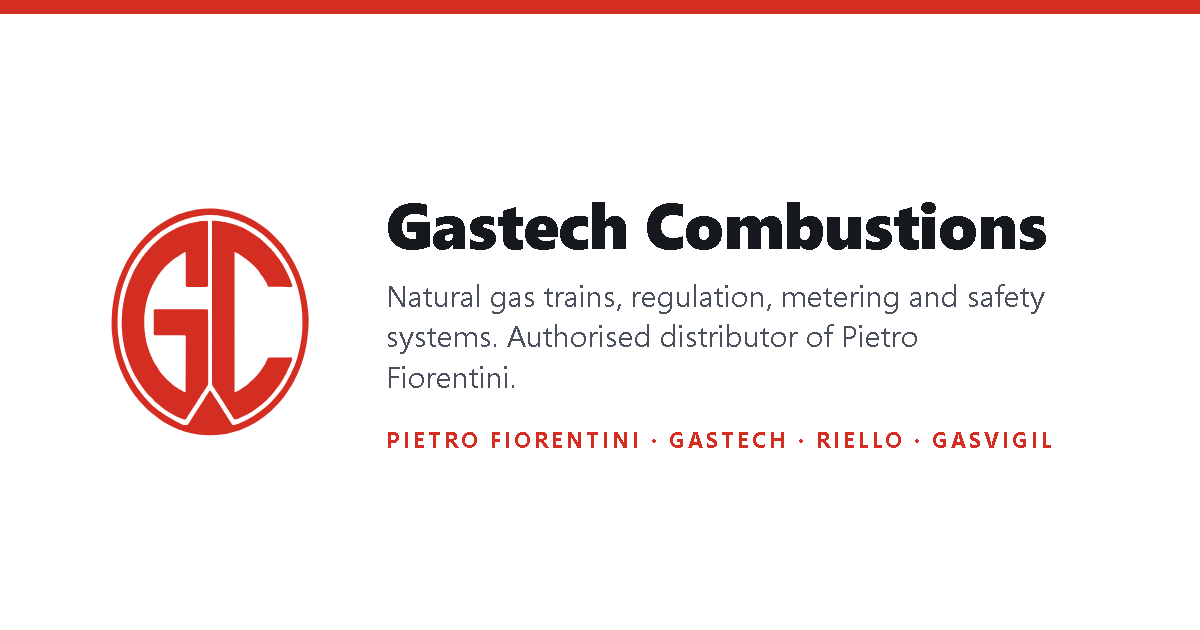 GC
Gastech Combustions
Natural gas trains, regulation, metering and safety
systems. Authorised distributor of Pietro
Fiorentini.
PIETRO FIORENTINI · GASTECH · RIELLO · GASVIGIL